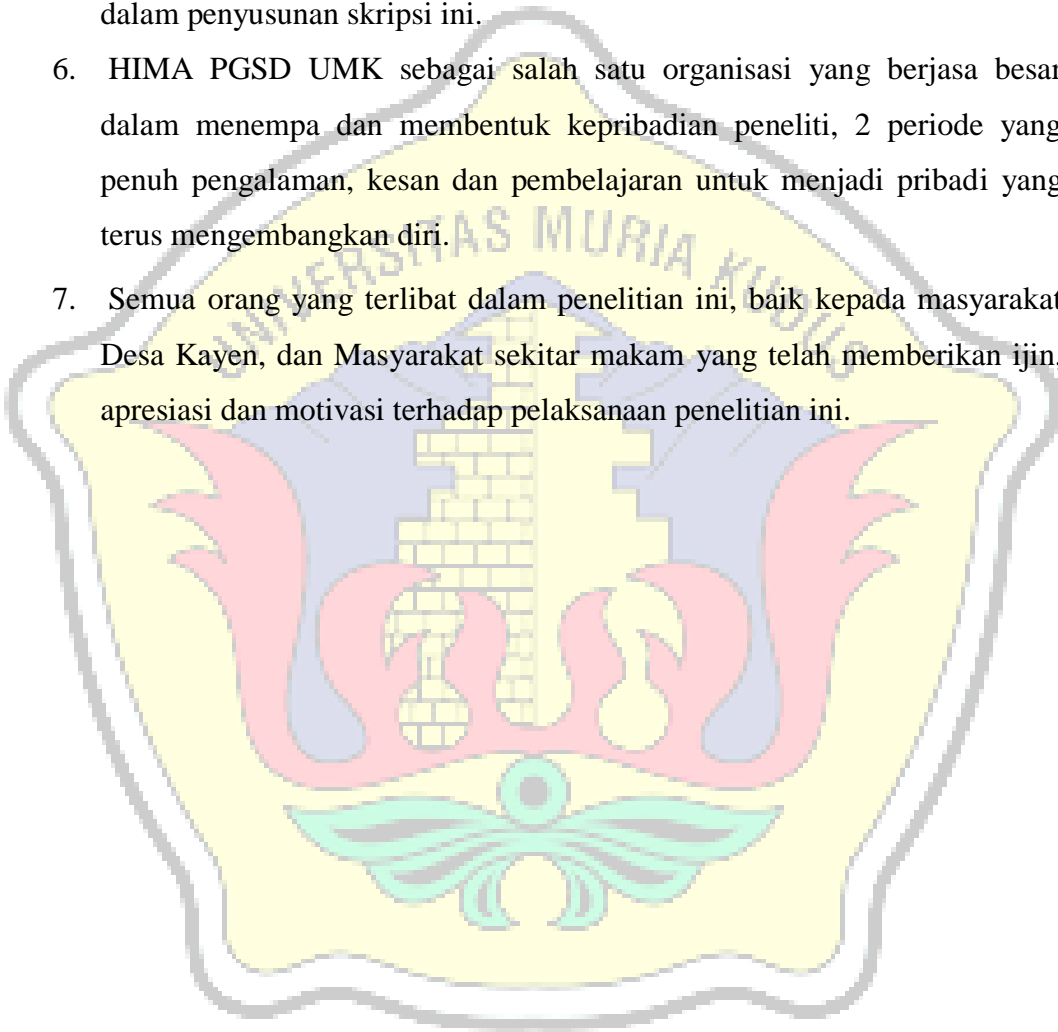 dalam penyusunan skripsi ini.
6. HIMA PGSD UMK sebagai salah satu organisasi yang berjasa besar
dalam menempa dan membentuk kepribadian peneliti, 2 periode yang
penuh pengalaman, kesan dan pembelajaran untuk menjadi pribadi yang
terus mengembangkan diri.
UNIVERSITAS MURIA KUDUS
7. Semua orang yang terlibat dalam penelitian ini, baik kepada masyarakat
Desa Kayen, dan Masyarakat sekitar makam yang telah memberikan ijin,
apresiasi dan motivasi terhadap pelaksanaan penelitian ini.